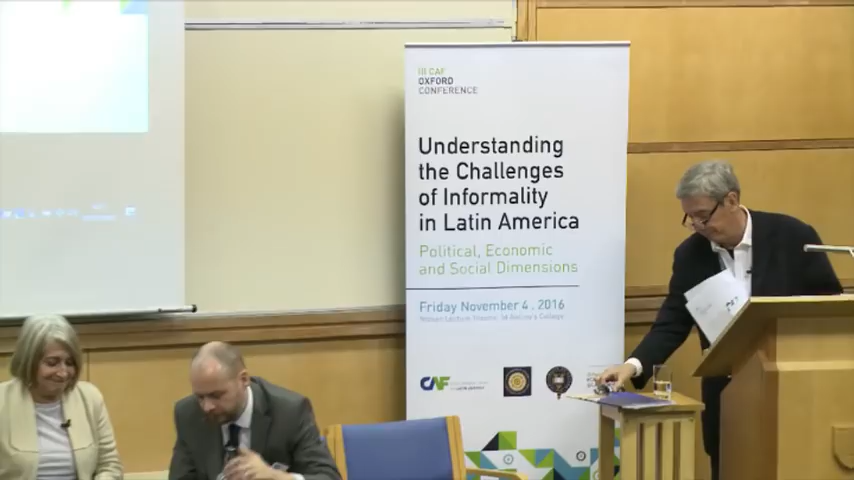 III CAF
OXFORD
CONFERENCE
Understanding
the Challenges
of Informality
in Latin America
Political, Economic
and Social Dimensions
Friday November 4, 2016
CAF